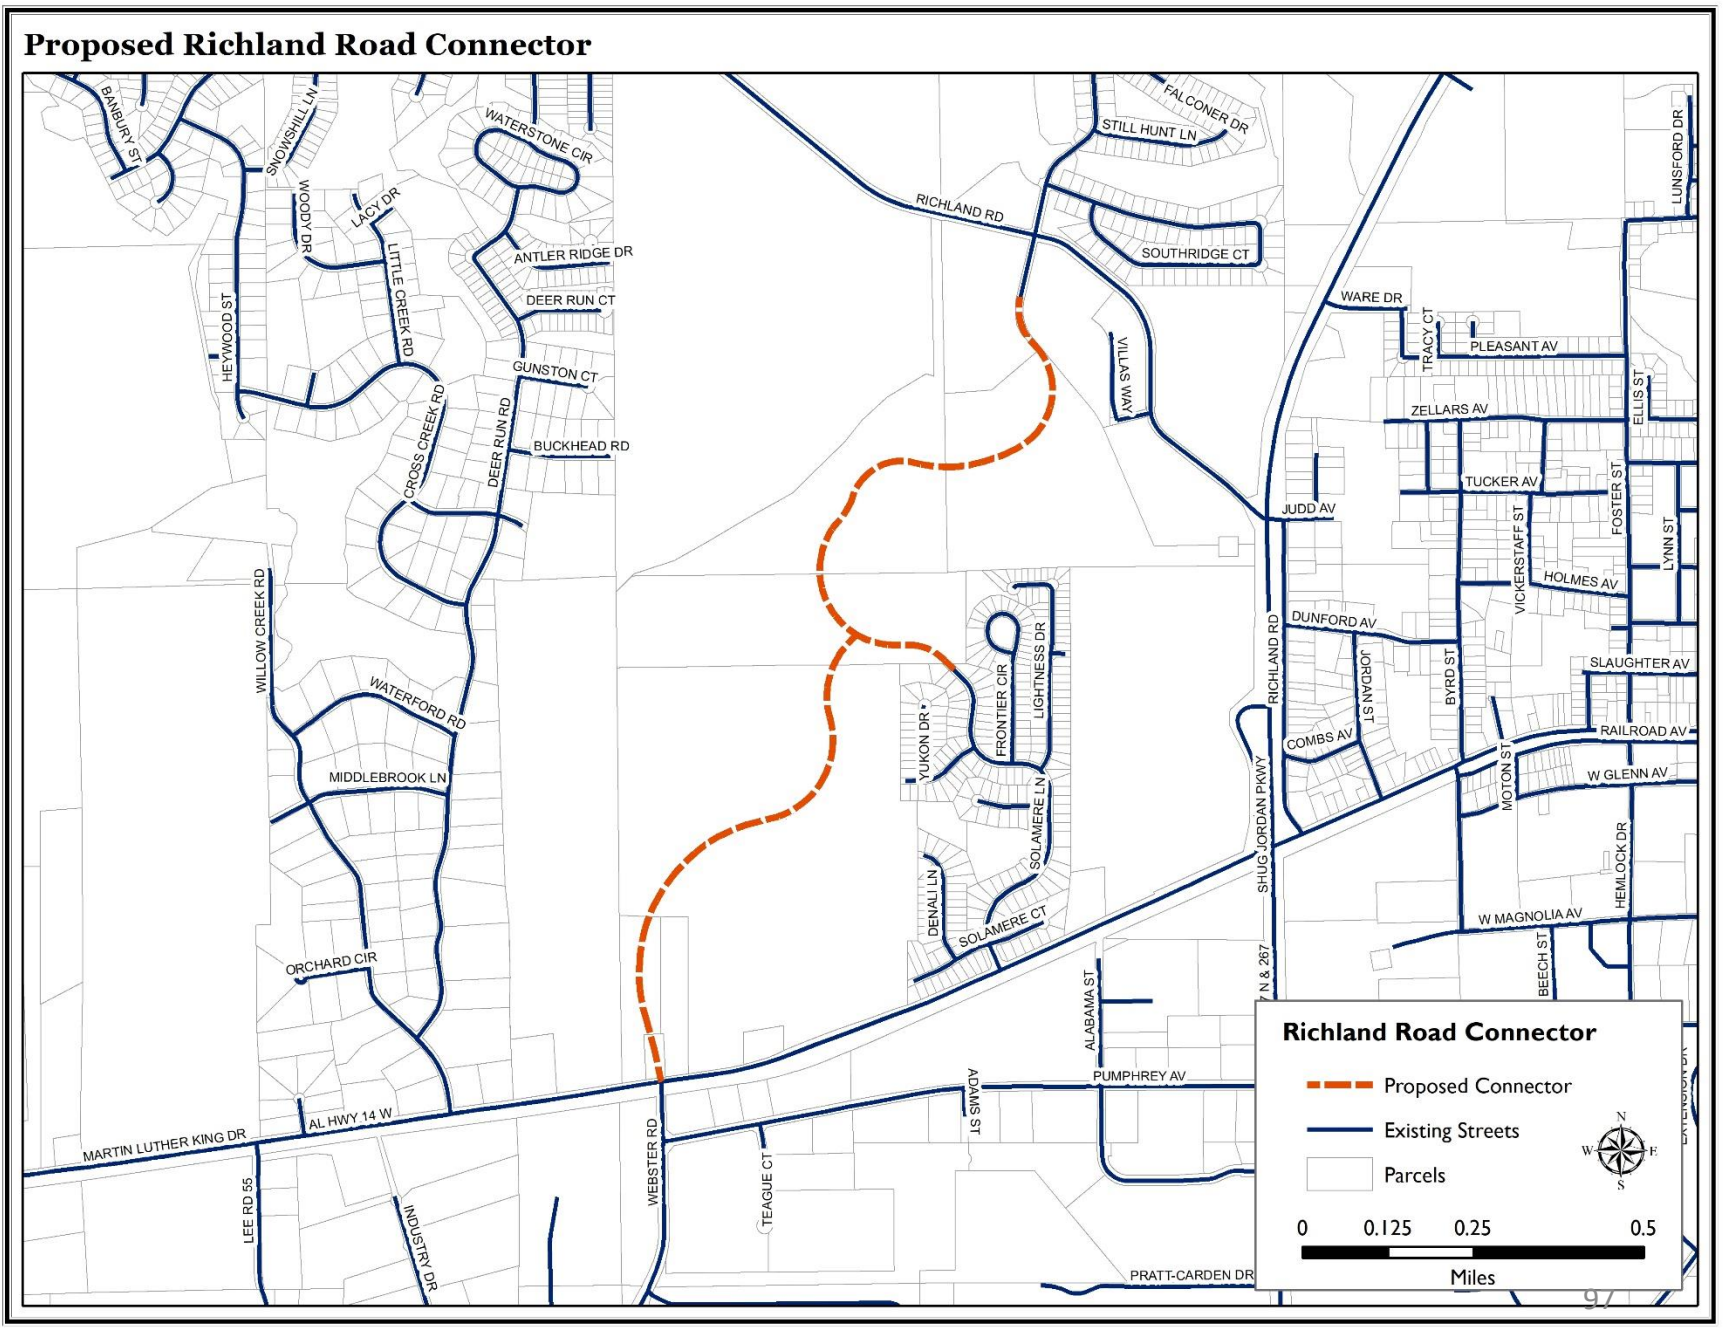 Proposed Richland Road Connector
BANBURY ST
SNOWSHILL LN
WATERSTONE CIR
FALCONER DR
STILL HUNT LN
LUNSFORD DR
WOODY DR
LACY DR
RICHLAND RD
LITTLE CREEK RD
ANTLER RIDGE DR
SOUTHRIDGE CT
HEYWOOD ST
DEER RUN CT
WARE DR
TRACY CT
PLEASANT AV
VILLAS WAY
GUNSTON CT
ELLIS ST
CROSS CREEK RD
DEER RUN RD
ZELLARS AV
BUCKHEAD RD
TUCKER AV
FOSTER ST
JUDD AV
VICKERSTAFF ST
LYNN ST
HOLMES AV
WILLOW CREEK RD
DUNFORD AV
RICHLAND RD
LIGHTNESS DR
FRONTIER CIR
JORDAN ST
BYRD ST
SLAUGHTER AV
WATERFORD RD
YUKON DR
COMBS AV
RAILROAD AV
MOTON ST
W GLENN AV
MIDDLEBROOK LN
SOLAMERE LN
SHUG JORDAN PKWY
HEMLOCK DR
DENALI LN
SOLAMERE CT
W MAGNOLIA AV
ORCHARD CIR
BEECH ST
7 N & 267
ALABAMA ST
PUMPHREY AV
ADAMS ST
AL HWY 14 W
MARTIN LUTHER KING DR
WEBSTER RD
TEAGUE CT
LEE RD 55
INDUSTRY DR
PRATT-CARDEN DR
Richland Road Connector
Proposed Connector
Existing Streets
Parcels
N
W E
S
0 0.125 0.25 0.5
Miles
97